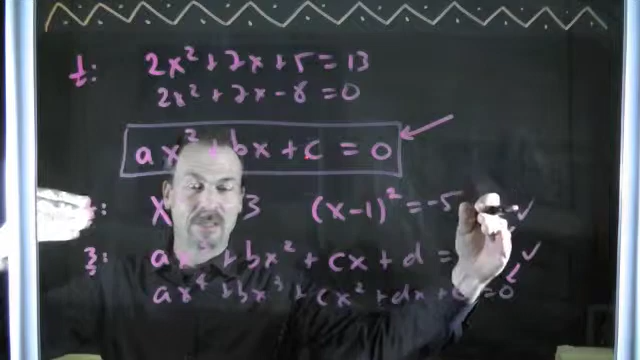 1: 2x² + 2x + 5 = 13
2x² + 2x - 8 = 0
ax² + bx + c = 0
: x 3 (x-1)² = -5 ✓
3: ax³ + bx² + cx + d = ✓
ax⁴ + bx³ + cx² + dx + = 0